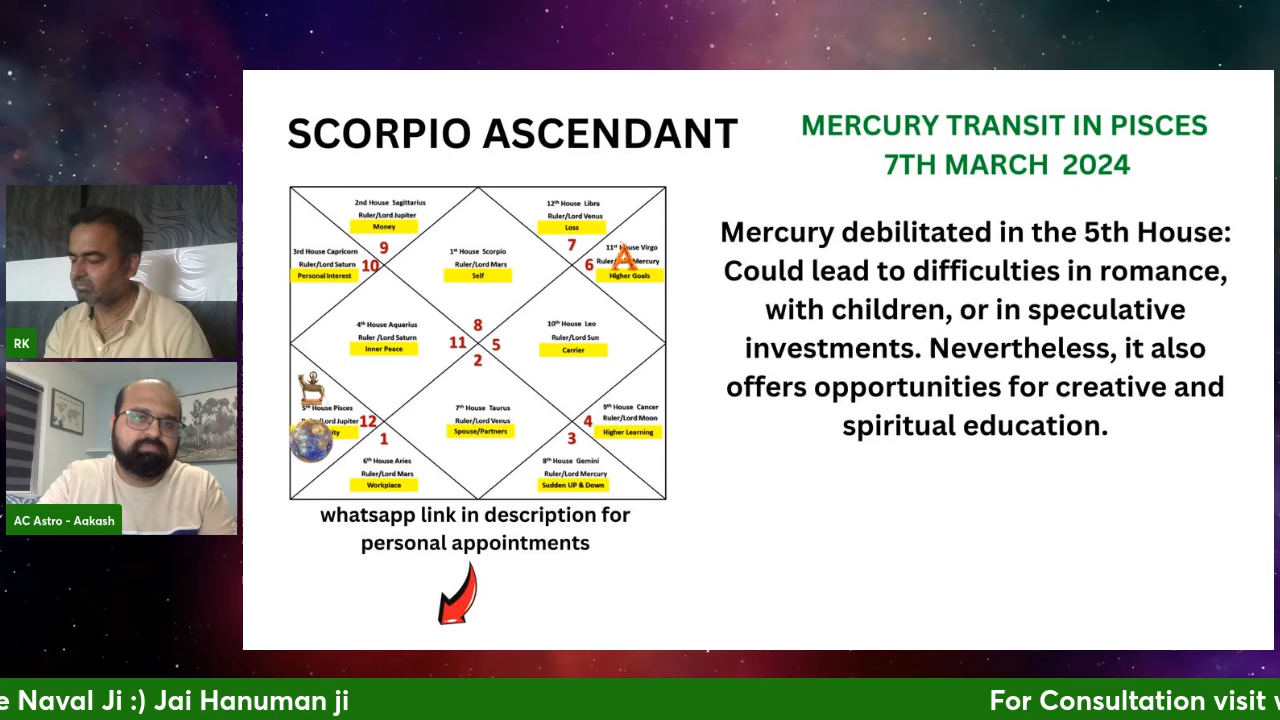 SCORPIO ASCENDANT
MERCURY TRANSIT IN PISCES
7TH MARCH 2024
Mercury debilitated in the 5th House:
Could lead to difficulties in romance,
with children, or in speculative
investments. Nevertheless, it also
offers opportunities for creative and
spiritual education.
2nd House Sagittarius
Ruler/Lord Jupiter
Money
9
12th House Libra
Ruler/Lord Venus
Loss
7
3rd House Capricorn
Ruler/Lord Saturn
Personal Interest
10
1st House Scorpio
Ruler/Lord Mars
Self
8
11th House Virgo
Mercury
Higher Goals
6
4th House Aquarius
Ruler /Lord Saturn
Inner Peace
11
10th House Leo
Ruler/Lord Sun
Carrier
5
2
5th House Pisces
Jupiter
12
7th House Taurus
Ruler/Lord Venus
Spouse/Partners
9th House Cancer
Ruler/Lord Moon
Higher Learning
4
1
6th House Aries
Ruler/Lord Mars
Workplace
3
8th House Gemini
Ruler/Lord Mercury
Sudden UP & Down
whatsapp link in description for
personal appointments
RK
AC Astro - Aakash
e Naval Ji :) Jai Hanuman ji
For Consultation visit